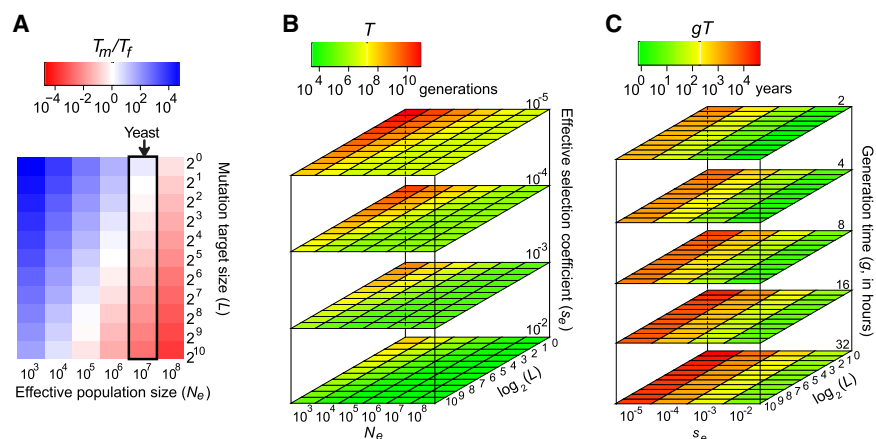 A
Tm/Tf
10^-4 10^-2 10^0 10^2 10^4
Yeast
2^0
2^1
2^2
2^3
2^4
2^5
2^6
2^7
2^8
2^9
2^10
Mutation target size (L)
10^3 10^4 10^5 10^6 10^7 10^8
Effective population size (Ne)
B
T
10^4 10^6 10^8 10^10
generations
10^-5
10^-4
10^-3
10^-2
Effective selection coefficient (se)
10^3 10^4 10^5 10^6 10^7 10^8
Ne
10 9 8 7 6 5 4 3 2 1 0
log2(L)
C
gT
10^0 10^1 10^2 10^3 10^4
years
2
4
8
16
32
Generation time (g, in hours)
10^-5 10^-4 10^-3 10^-2
se
10 9 8 7 6 5 4 3 2 1 0
log2(L)